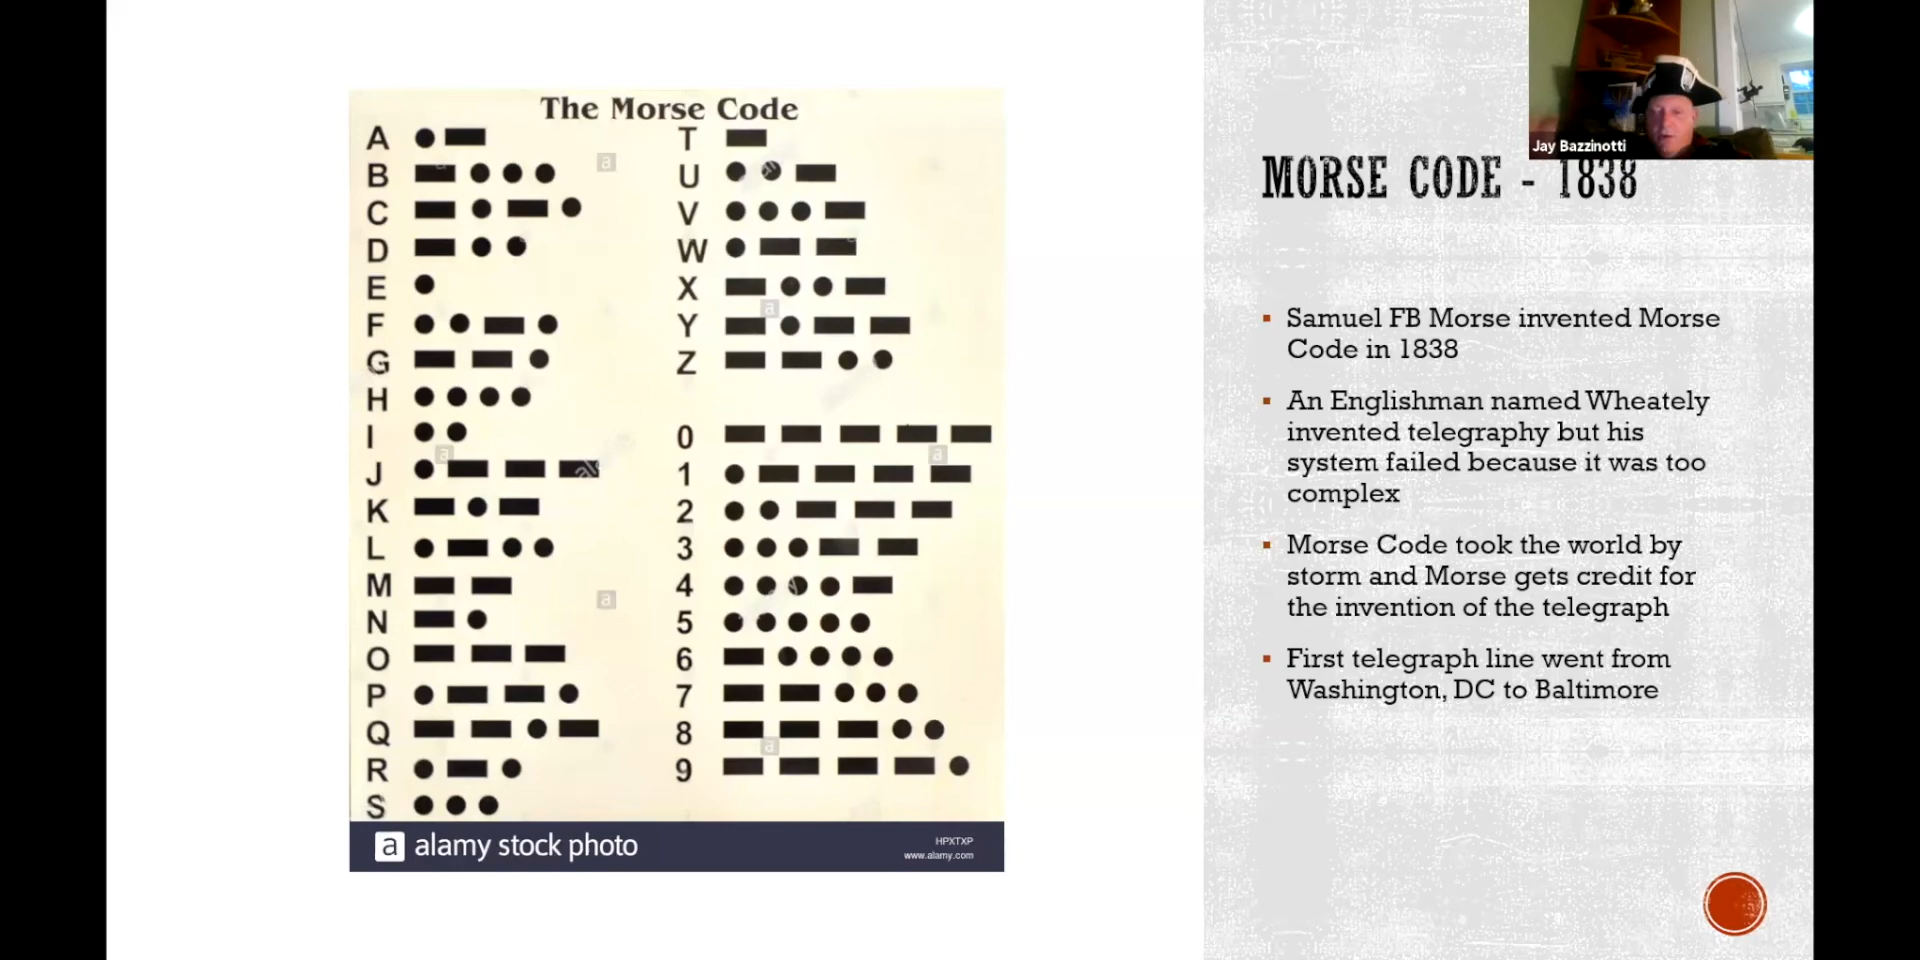 The Morse Code
A
B
C
D
E
F
G
H
I
J
K
L
M
N
O
P
Q
R
S
T
U
V
W
X
Y
Z
0
1
2
3
4
5
6
7
8
9
a alamy stock photo
HPXTXP
www.alamy.com
Jay Bazzinotti
MORSE CODE - 1838
▪ Samuel FB Morse invented Morse
Code in 1838
▪ An Englishman named Wheately
invented telegraphy but his
system failed because it was too
complex
▪ Morse Code took the world by
storm and Morse gets credit for
the invention of the telegraph
▪ First telegraph line went from
Washington, DC to Baltimore